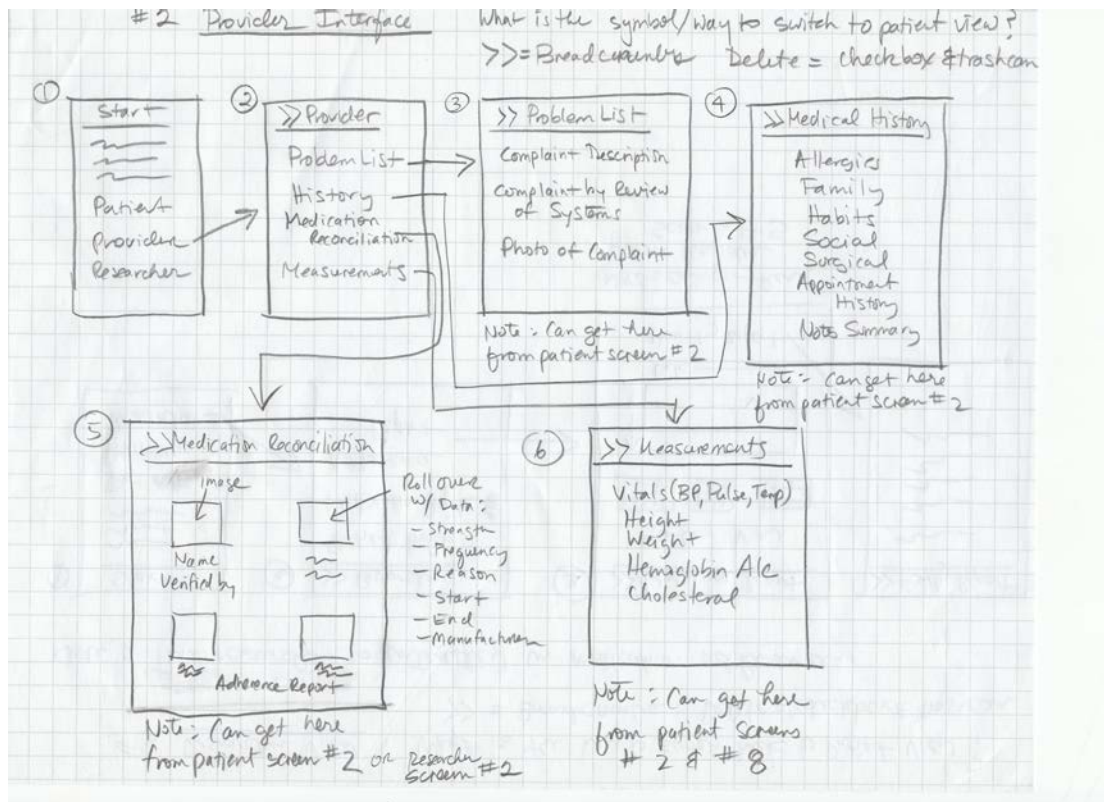 #2 Provider Interface
What is the symbol/way to switch to patient view?
>>= Breadcrumbs Delete = checkbox & trashcan
①
Start
Patient
Provider
Researcher
②
>> Provider
Problem List
History
Medication
Reconciliation
Measurements
③
>> Problem List
Complaint Description
Complaint by Review
of Systems
Photo of Complaint
Note: Can get here
from patient screen #2
④
>> Medical History
Allergies
Family
Habits
Social
Surgical
Appointment
History
Notes Summary
Note: Can get here
from patient screen #2
⑤
>> Medication Reconciliation
image
Name
Verified by
Adherence Report
Rollover
w/ Data:
- Strength
- Frequency
- Reason
- Start
- End
- Manufacturer
Note: Can get here
from patient screen #2 or researcher
screen #2
⑥
>> Measurements
Vitals (BP, Pulse, Temp)
Height
Weight
Hemaglobin A1c
Cholesteral
Note: Can get here
from patient screens
#2 & #8